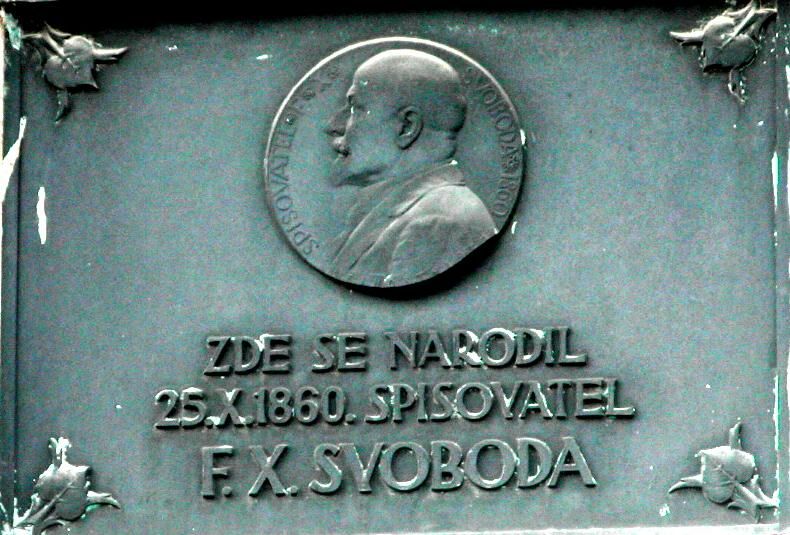 SPISOVATEL F. X. SVOBODA * 1860
ZDE SE NARODIL
25.X.1860. SPISOVATEL
F. X. SVOBODA